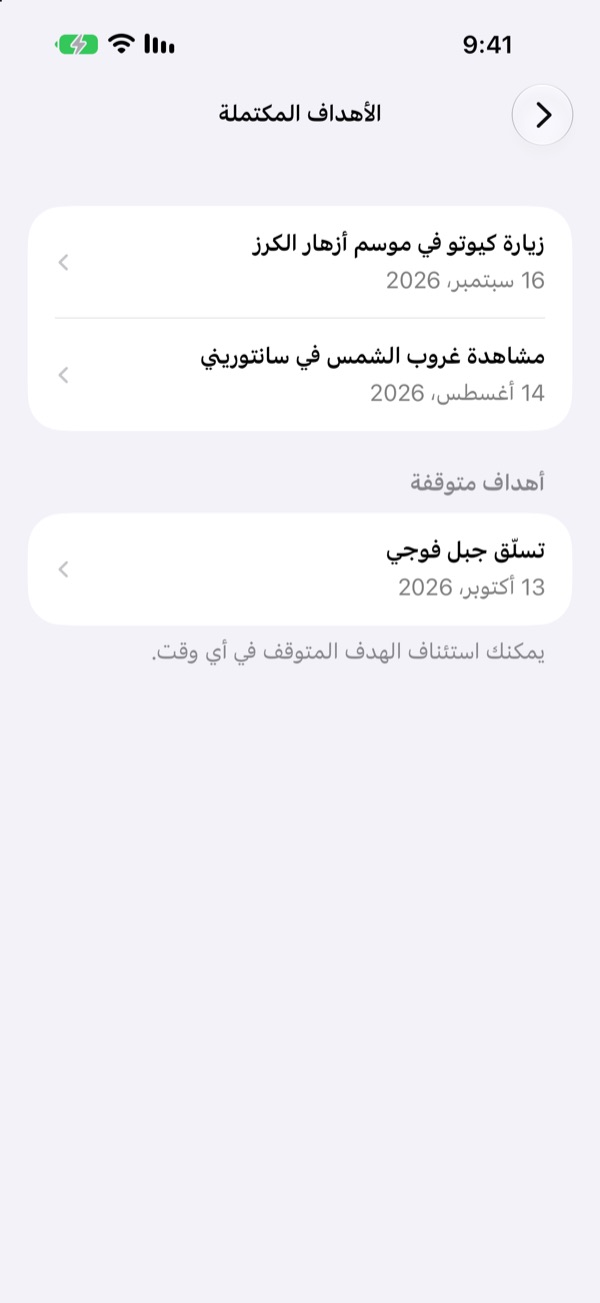 9:41
الأهداف المكتملة
زيارة كيوتو في موسم أزهار الكرز
16 سبتمبر، 2026
مشاهدة غروب الشمس في سانتوريني
14 أغسطس، 2026
أهداف متوقفة
تسلّق جبل فوجي
13 أكتوبر، 2026
يمكنك استئناف الهدف المتوقف في أي وقت.